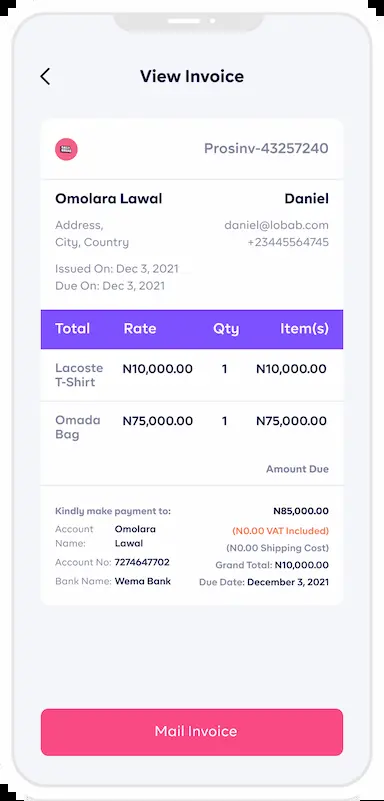 View Invoice
Prosinv-43257240
Omolara Lawal Daniel
Address, daniel@lobab.com
City, Country +23445564745
Issued On: Dec 3, 2021
Due On: Dec 3, 2021
Total Rate Qty Item(s)
Lacoste N10,000.00 1 N10,000.00
T-Shirt
Omada N75,000.00 1 N75,000.00
Bag
Amount Due
Kindly make payment to: N85,000.00
Account Omolara (N0.00 VAT Included)
Name: Lawal (N0.00 Shipping Cost)
Account No: 7274647702 Grand Total: N10,000.00
Bank Name: Wema Bank Due Date: December 3, 2021
Mail Invoice